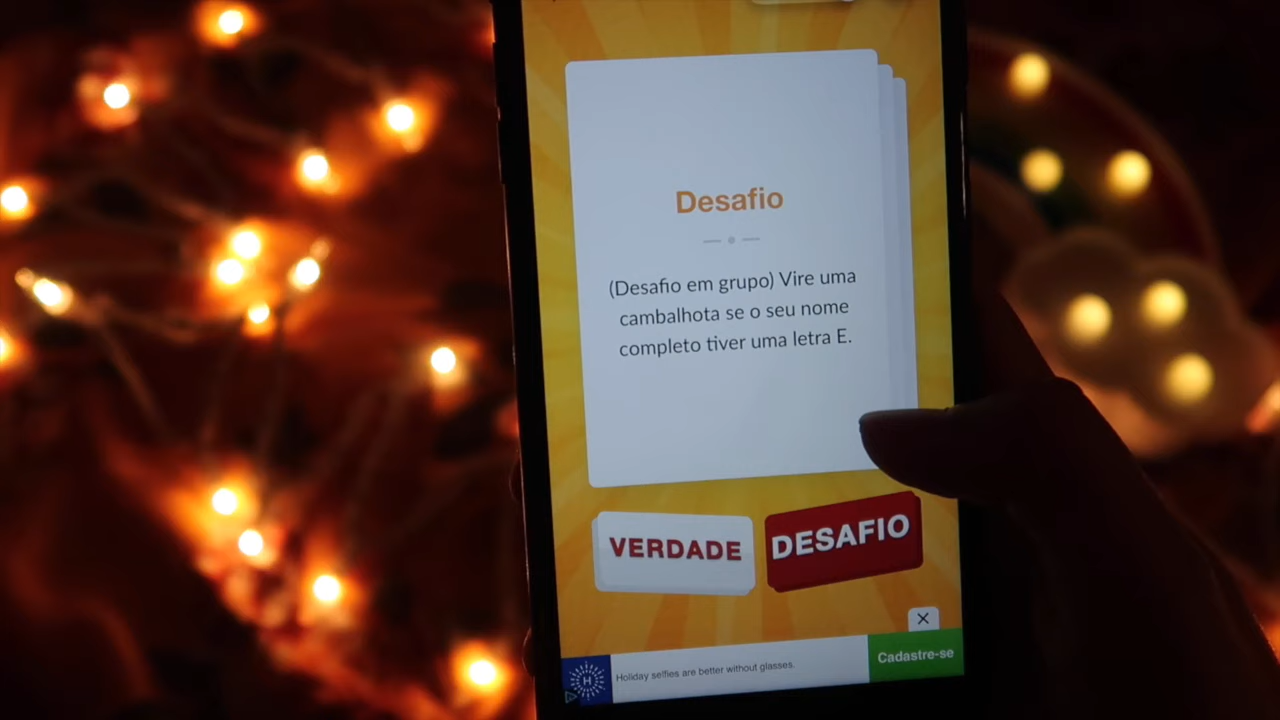 Desafio
(Desafio em grupo) Vire uma
cambalhota se o seu nome
completo tiver uma letra E.
VERDADE
DESAFIO
H
Holiday selfies are better without glasses.
Cadastre-se